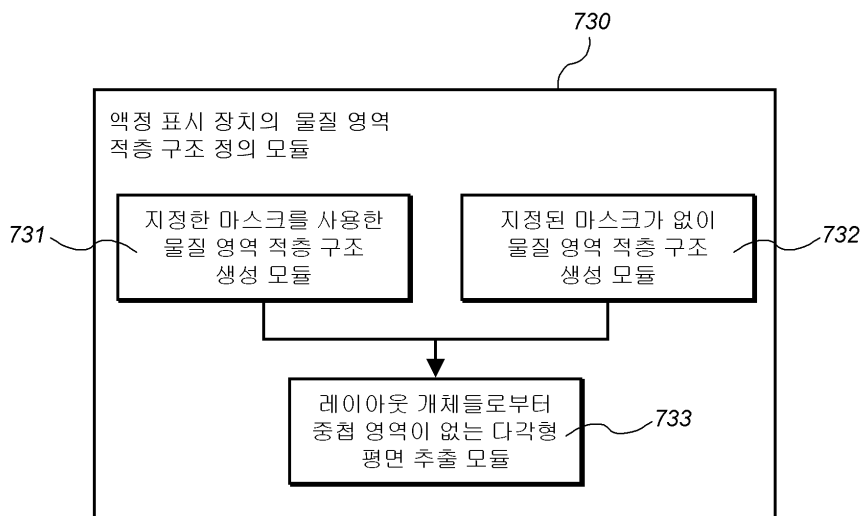 730
액정 표시 장치의 물질 영역
적층 구조 정의 모듈
731
지정한 마스크를 사용한
물질 영역 적층 구조
생성 모듈
지정된 마스크가 없이
물질 영역 적층 구조
생성 모듈
732
레이아웃 개체들로부터
중첩 영역이 없는 다각형
평면 추출 모듈
733